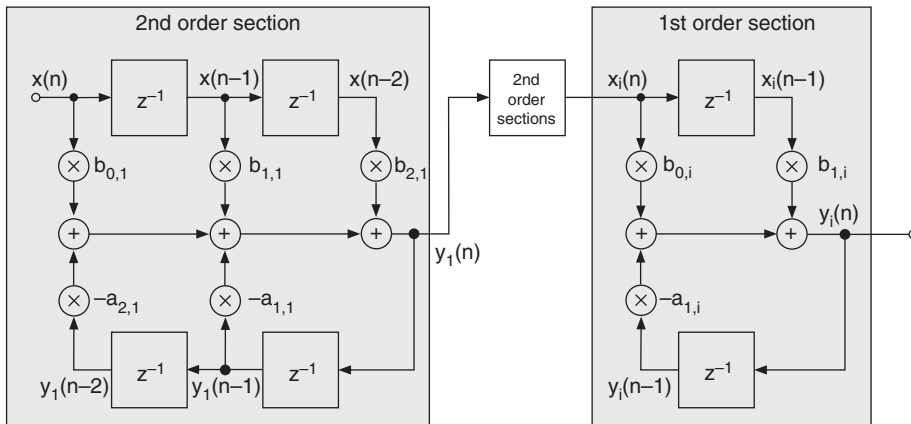 2nd order section
x(n)
z⁻¹
x(n–1)
z⁻¹
x(n–2)
×
b₀,₁
×
b₁,₁
×
b₂,₁
+
+
+
y₁(n)
×
–a₂,₁
×
–a₁,₁
y₁(n–2)
z⁻¹
y₁(n–1)
z⁻¹
2nd
order
sections
1st order section
xᵢ(n)
z⁻¹
xᵢ(n–1)
×
b₀,ᵢ
×
b₁,ᵢ
+
+
yᵢ(n)
×
–a₁,ᵢ
yᵢ(n–1)
z⁻¹